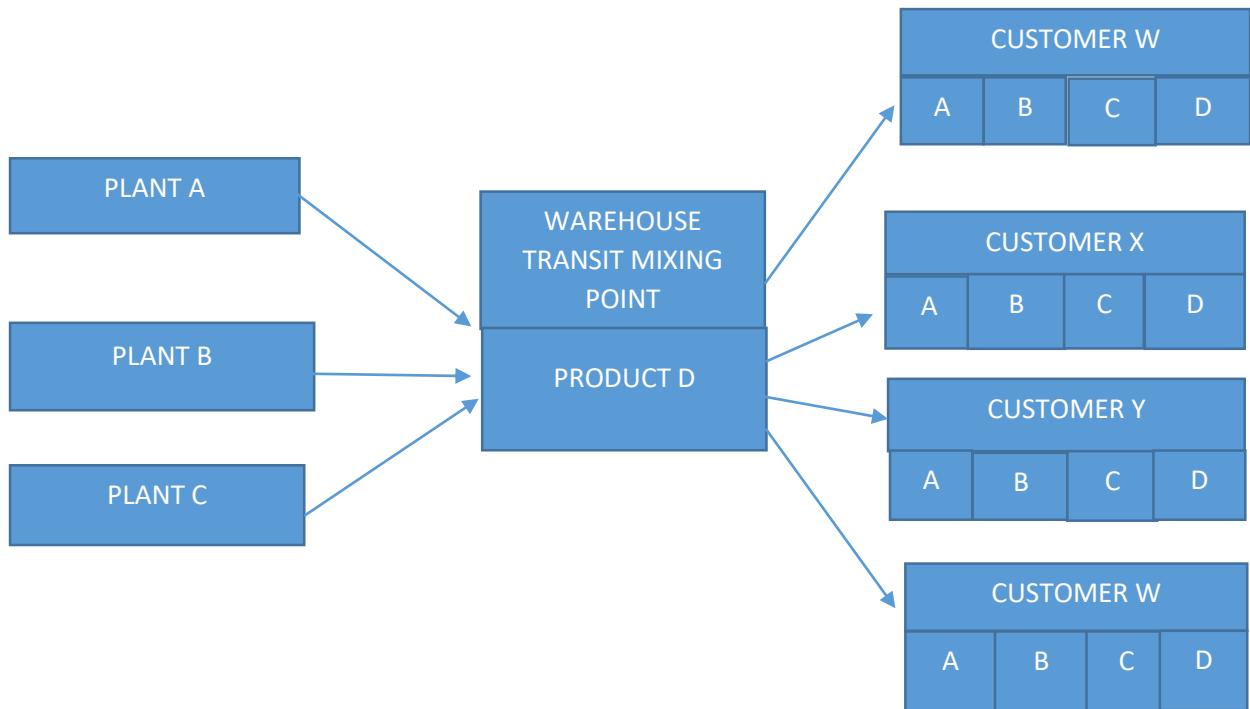 PLANT A
PLANT B
PLANT C
WAREHOUSE
TRANSIT MIXING
POINT
PRODUCT D
CUSTOMER W
A B C D
CUSTOMER X
A B C D
CUSTOMER Y
A B C D
CUSTOMER W
A B C D